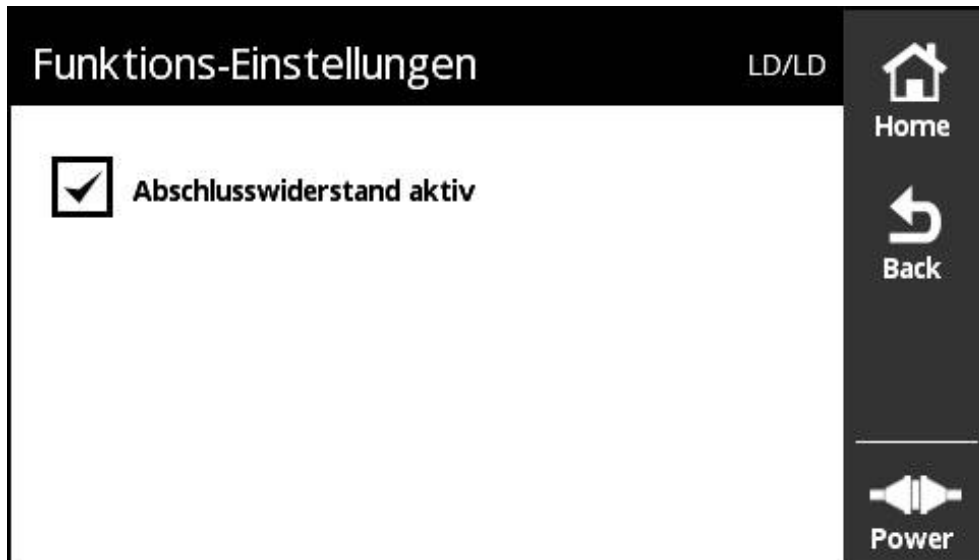 Funktions-Einstellungen LD/LD
Home
Abschlusswiderstand aktiv
Back
Power